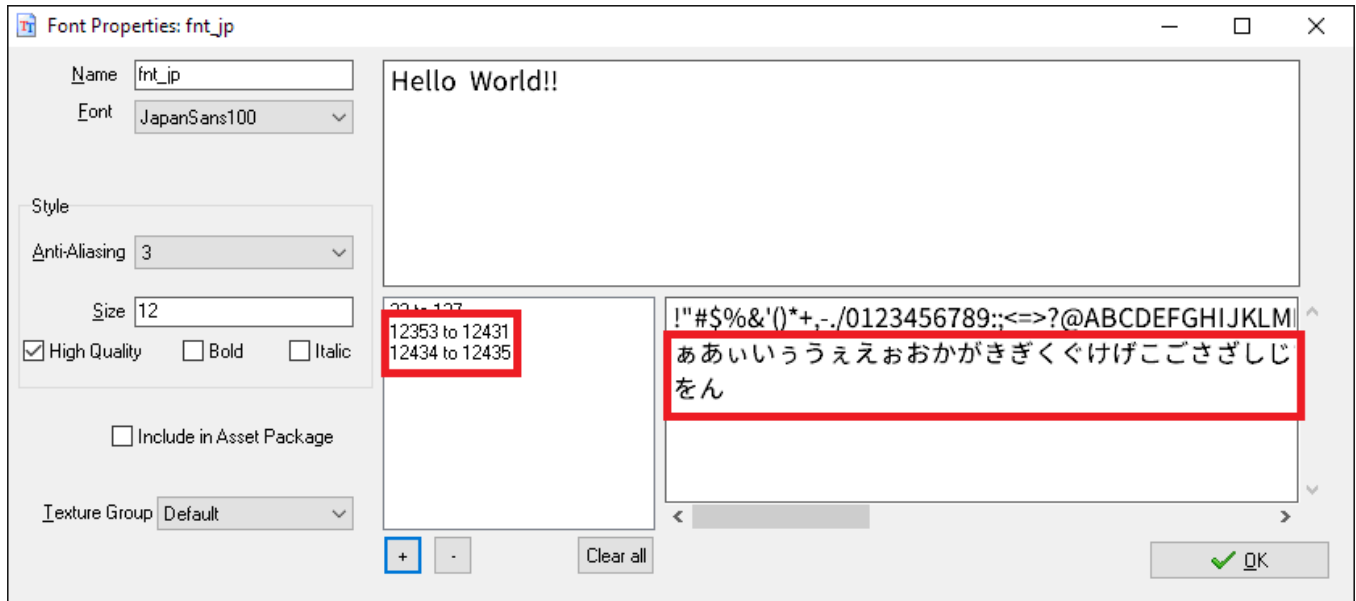 Font Properties: fnt_jp
Name fnt_jp
Font JapanSans100
Style
Anti-Aliasing 3
Size 12
High Quality Bold Italic
Include in Asset Package
Texture Group Default
Hello World!!
12353 to 12431
12434 to 12435
!"#$%&'()*+,-./0123456789:;<=>?@ABCDEFGHIJKLM
ぁあぃいぅうぇえぉおかがきぎくぐけげこごさざしじ
をん
+ - Clear all
OK